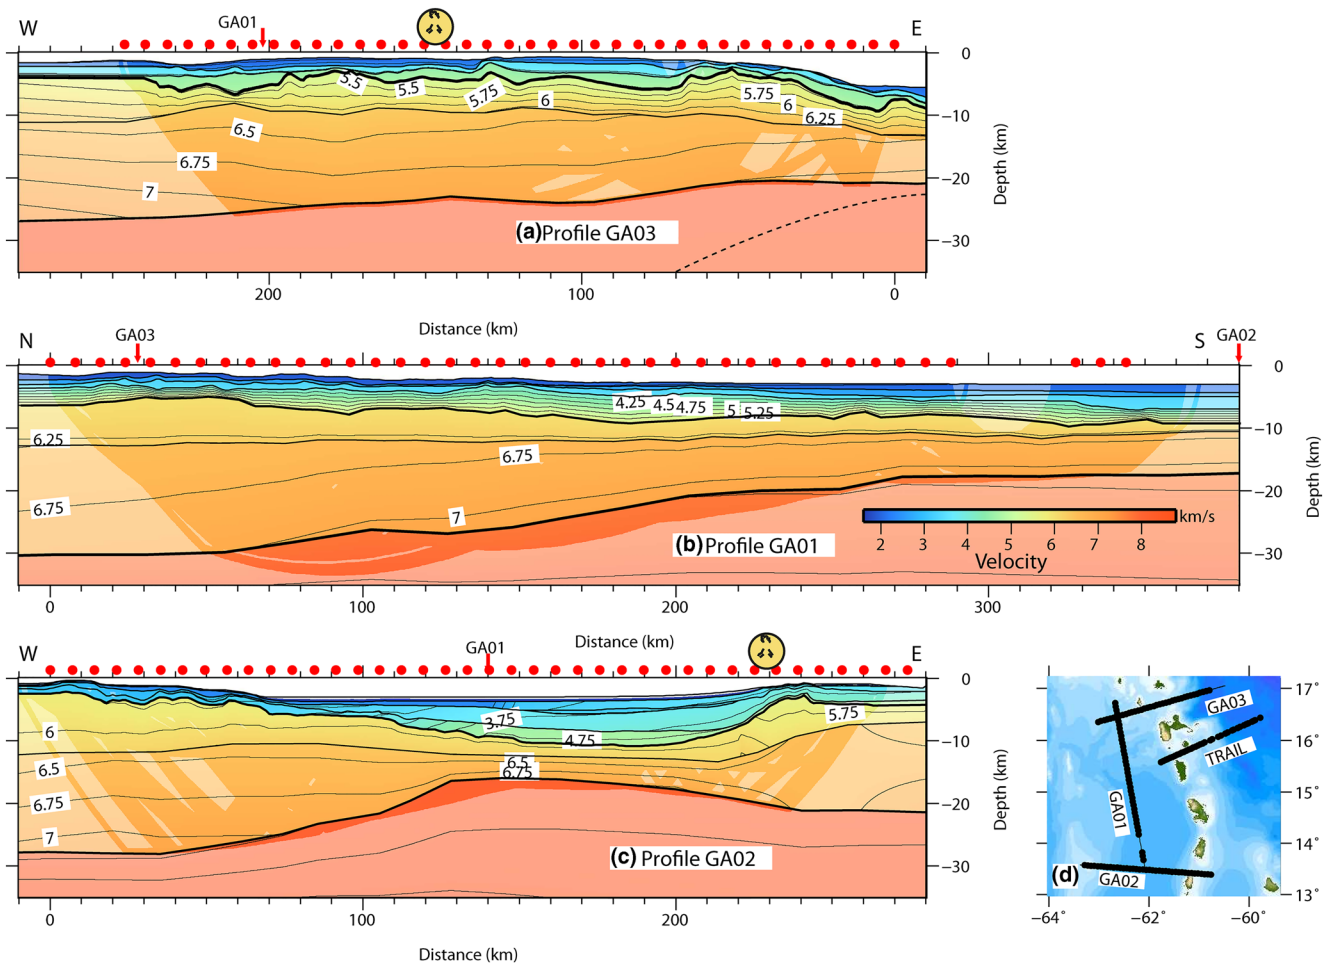 W GA01 E
5.5 5.5 5.75 6 5.75 6 6.25
6.5
6.75
7
(a) Profile GA03
0
−10
−20
−30
Depth (km)
200 100 0
Distance (km)
N GA03 S GA02
4.25 4.5 4.75 5 5.25
6.25
6.75
6.75
7
(b) Profile GA01
km/s
2 3 4 5 6 7 8
Velocity
0
−10
−20
−30
Depth (km)
0 100 200 300
Distance (km)
W GA01 E
3.75
4.75
5.75
6
6.5
6.5
6.75
6.75
7
(c) Profile GA02
0
−10
−20
−30
Depth (km)
0 100 200
Distance (km)
GA03
TRAIL
GA01
GA02
(d)
17˚
16˚
15˚
14˚
13˚
−64˚ −62˚ −60˚